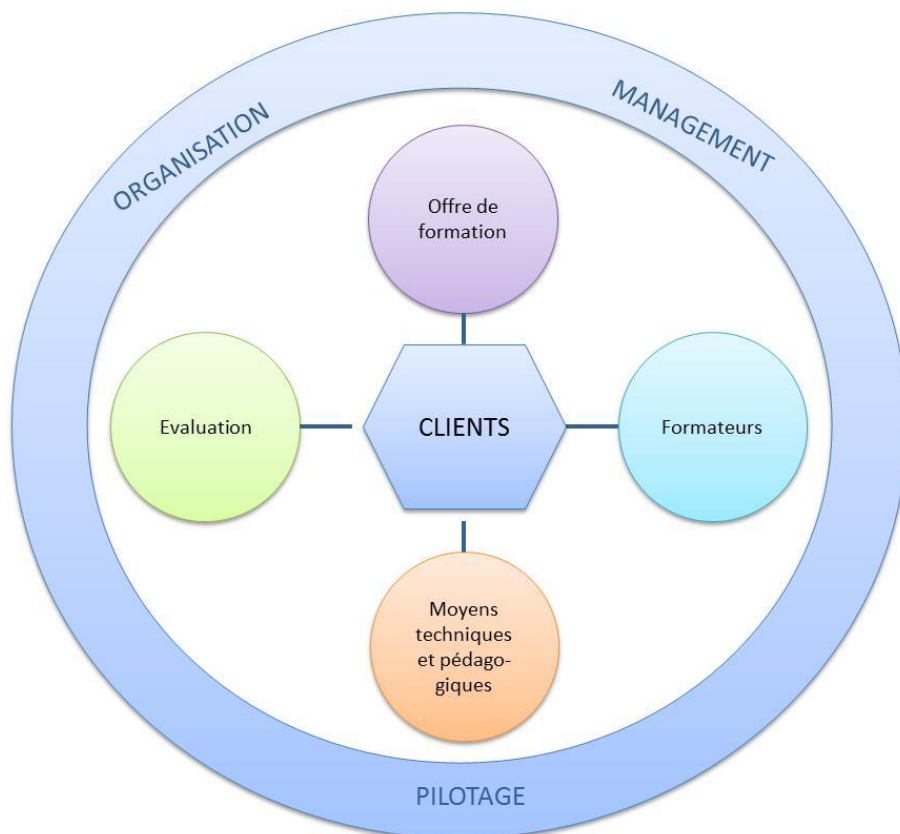 ORGANISATION
MANAGEMENT
Offre de
formation
Evaluation
CLIENTS
Formateurs
Moyens
techniques
et pédago-
giques
PILOTAGE